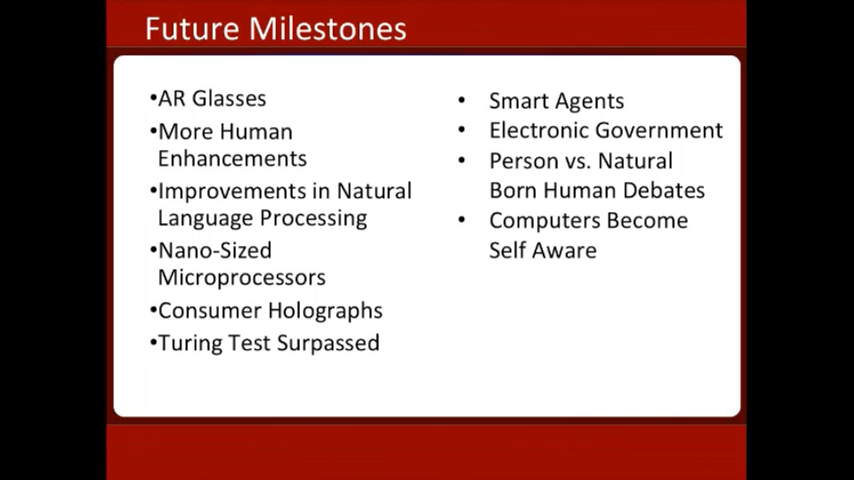 Future Milestones
•AR Glasses
•More Human
Enhancements
•Improvements in Natural
Language Processing
•Nano-Sized
Microprocessors
•Consumer Holographs
•Turing Test Surpassed
• Smart Agents
• Electronic Government
• Person vs. Natural
Born Human Debates
• Computers Become
Self Aware